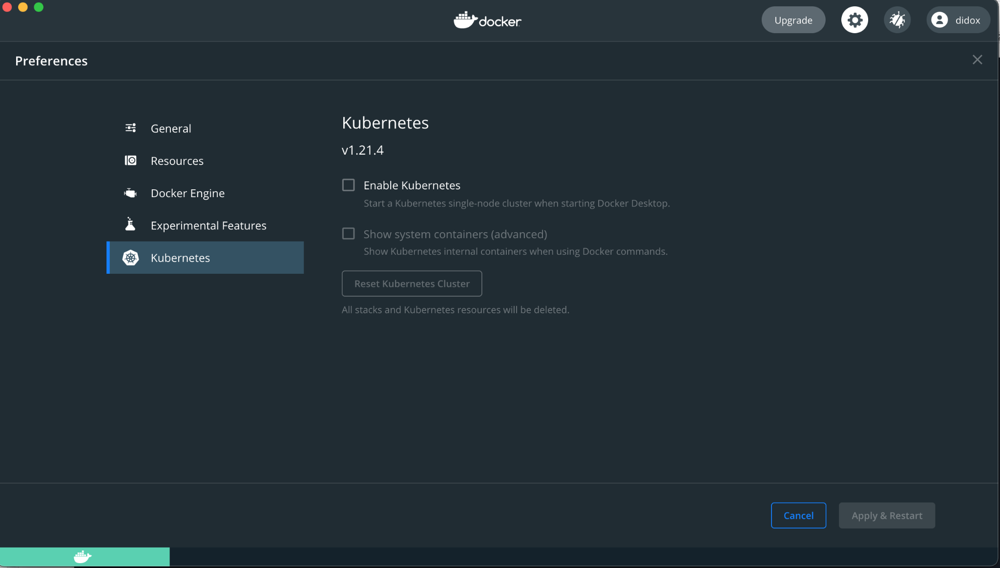 docker
Upgrade
didox
Preferences
General
Resources
Docker Engine
Experimental Features
Kubernetes
Kubernetes
v1.21.4
Enable Kubernetes
Start a Kubernetes single-node cluster when starting Docker Desktop.
Show system containers (advanced)
Show Kubernetes internal containers when using Docker commands.
Reset Kubernetes Cluster
All stacks and Kubernetes resources will be deleted.
Cancel
Apply & Restart